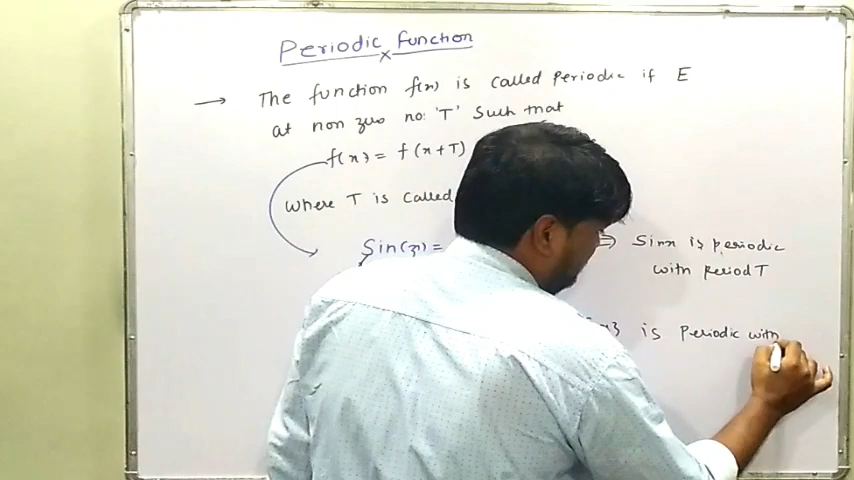 Periodic function
→ The function f(x) is called periodic if E
at non zero no: 'T' Such that
f(x) = f(x+T)
where T is called
Sin(x) = ⇒ Sinx is periodic
with period T
is Periodic with